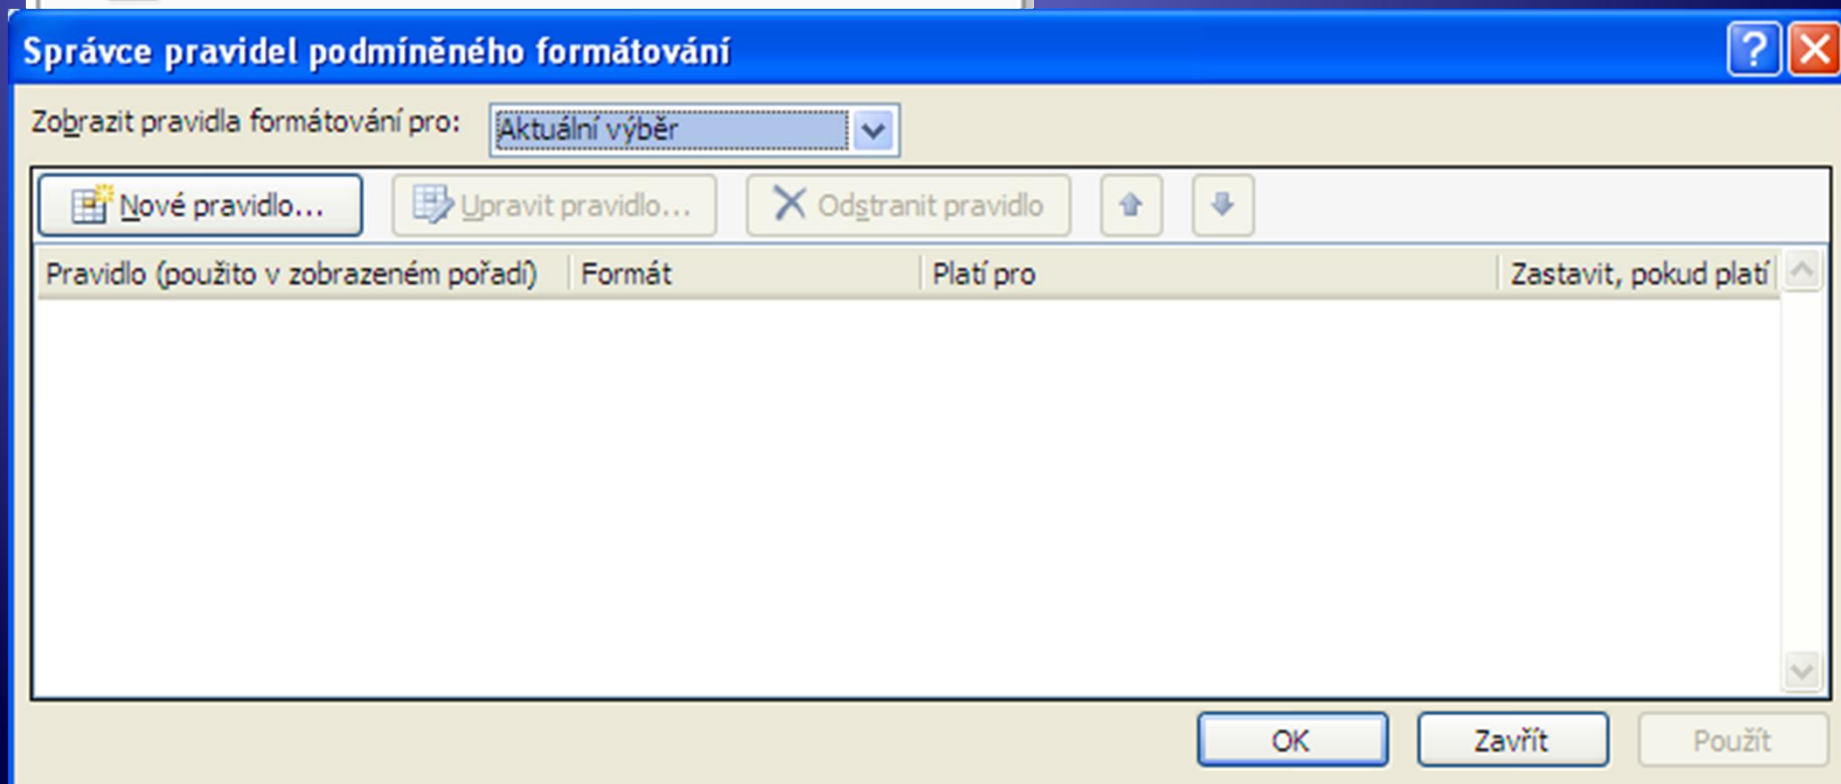 Správce pravidel podmíněného formátování
Zobrazit pravidla formátování pro: Aktuální výběr
Nové pravidlo... Upravit pravidlo... Odstranit pravidlo
Pravidlo (použito v zobrazeném pořadí) Formát Platí pro Zastavit, pokud platí
OK Zavřít Použít